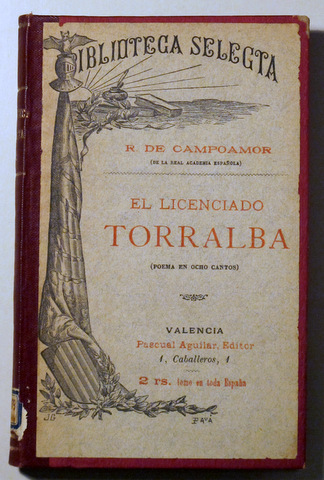 BIBLIOTECA SELECTA
R. DE CAMPOAMOR
(DE LA REAL ACADEMIA ESPAÑOLA)
EL LICENCIADO
TORRALBA
(POEMA EN OCHO CANTOS)
VALENCIA
Pascual Aguilar, Editor
1, Caballeros, 1
2 rs. tomo en toda España